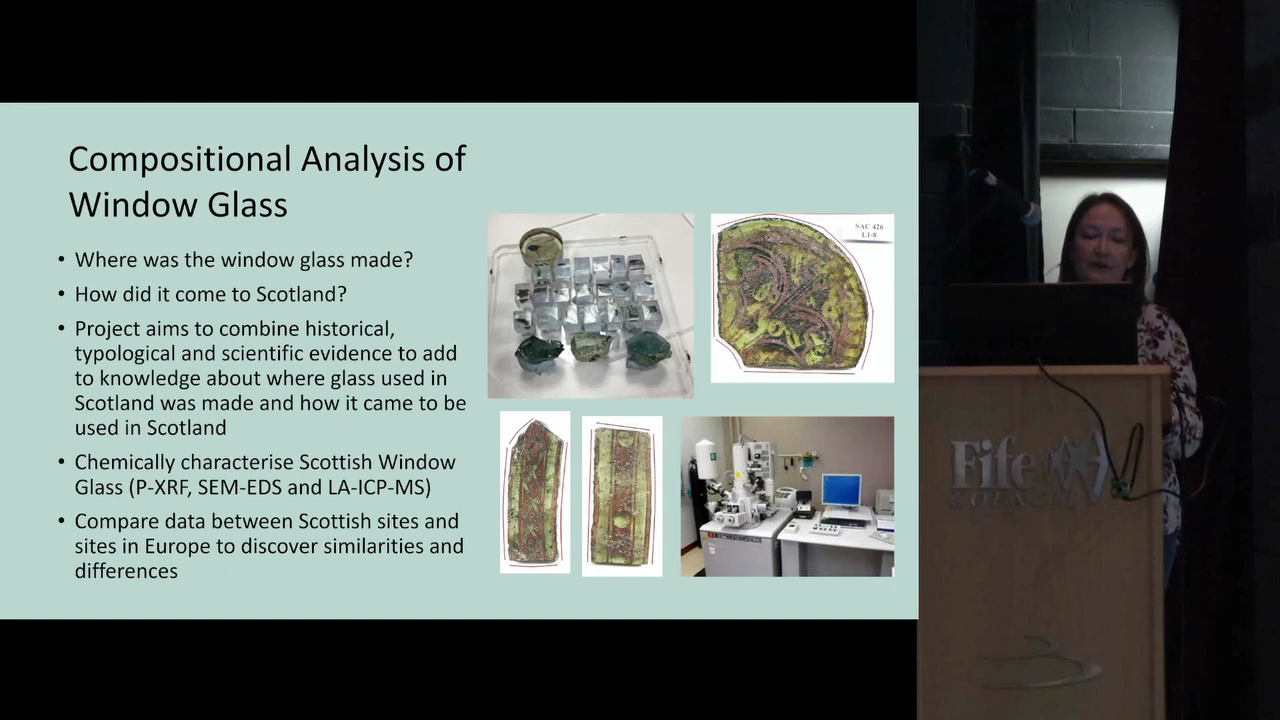 Compositional Analysis of
Window Glass
• Where was the window glass made?
• How did it come to Scotland?
• Project aims to combine historical,
typological and scientific evidence to add
to knowledge about where glass used in
Scotland was made and how it came to be
used in Scotland
• Chemically characterise Scottish Window
Glass (P-XRF, SEM-EDS and LA-ICP-MS)
• Compare data between Scottish sites and
sites in Europe to discover similarities and
differences
SAC 426
L1-8
Fife
COUNCIL